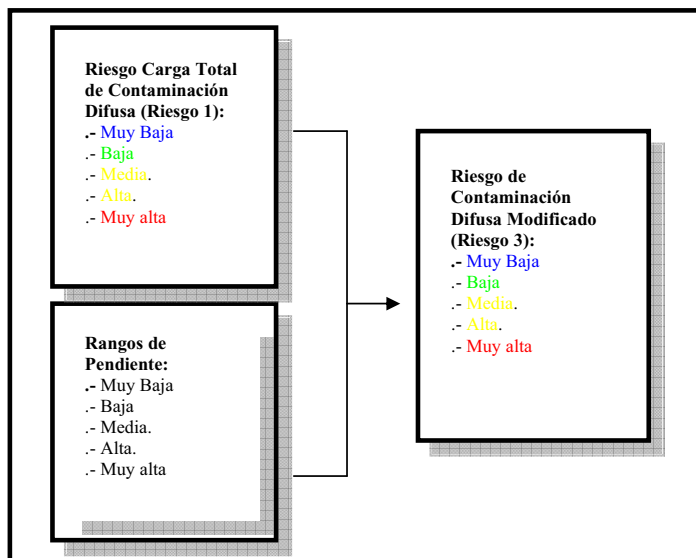 Riesgo Carga Total
de Contaminación
Difusa (Riesgo 1):
.- Muy Baja
.- Baja
.- Media.
.- Alta.
.- Muy alta
Rangos de
Pendiente:
.- Muy Baja
.- Baja
.- Media.
.- Alta.
.- Muy alta
Riesgo de
Contaminación
Difusa Modificado
(Riesgo 3):
.- Muy Baja
.- Baja
.- Media.
.- Alta.
.- Muy alta